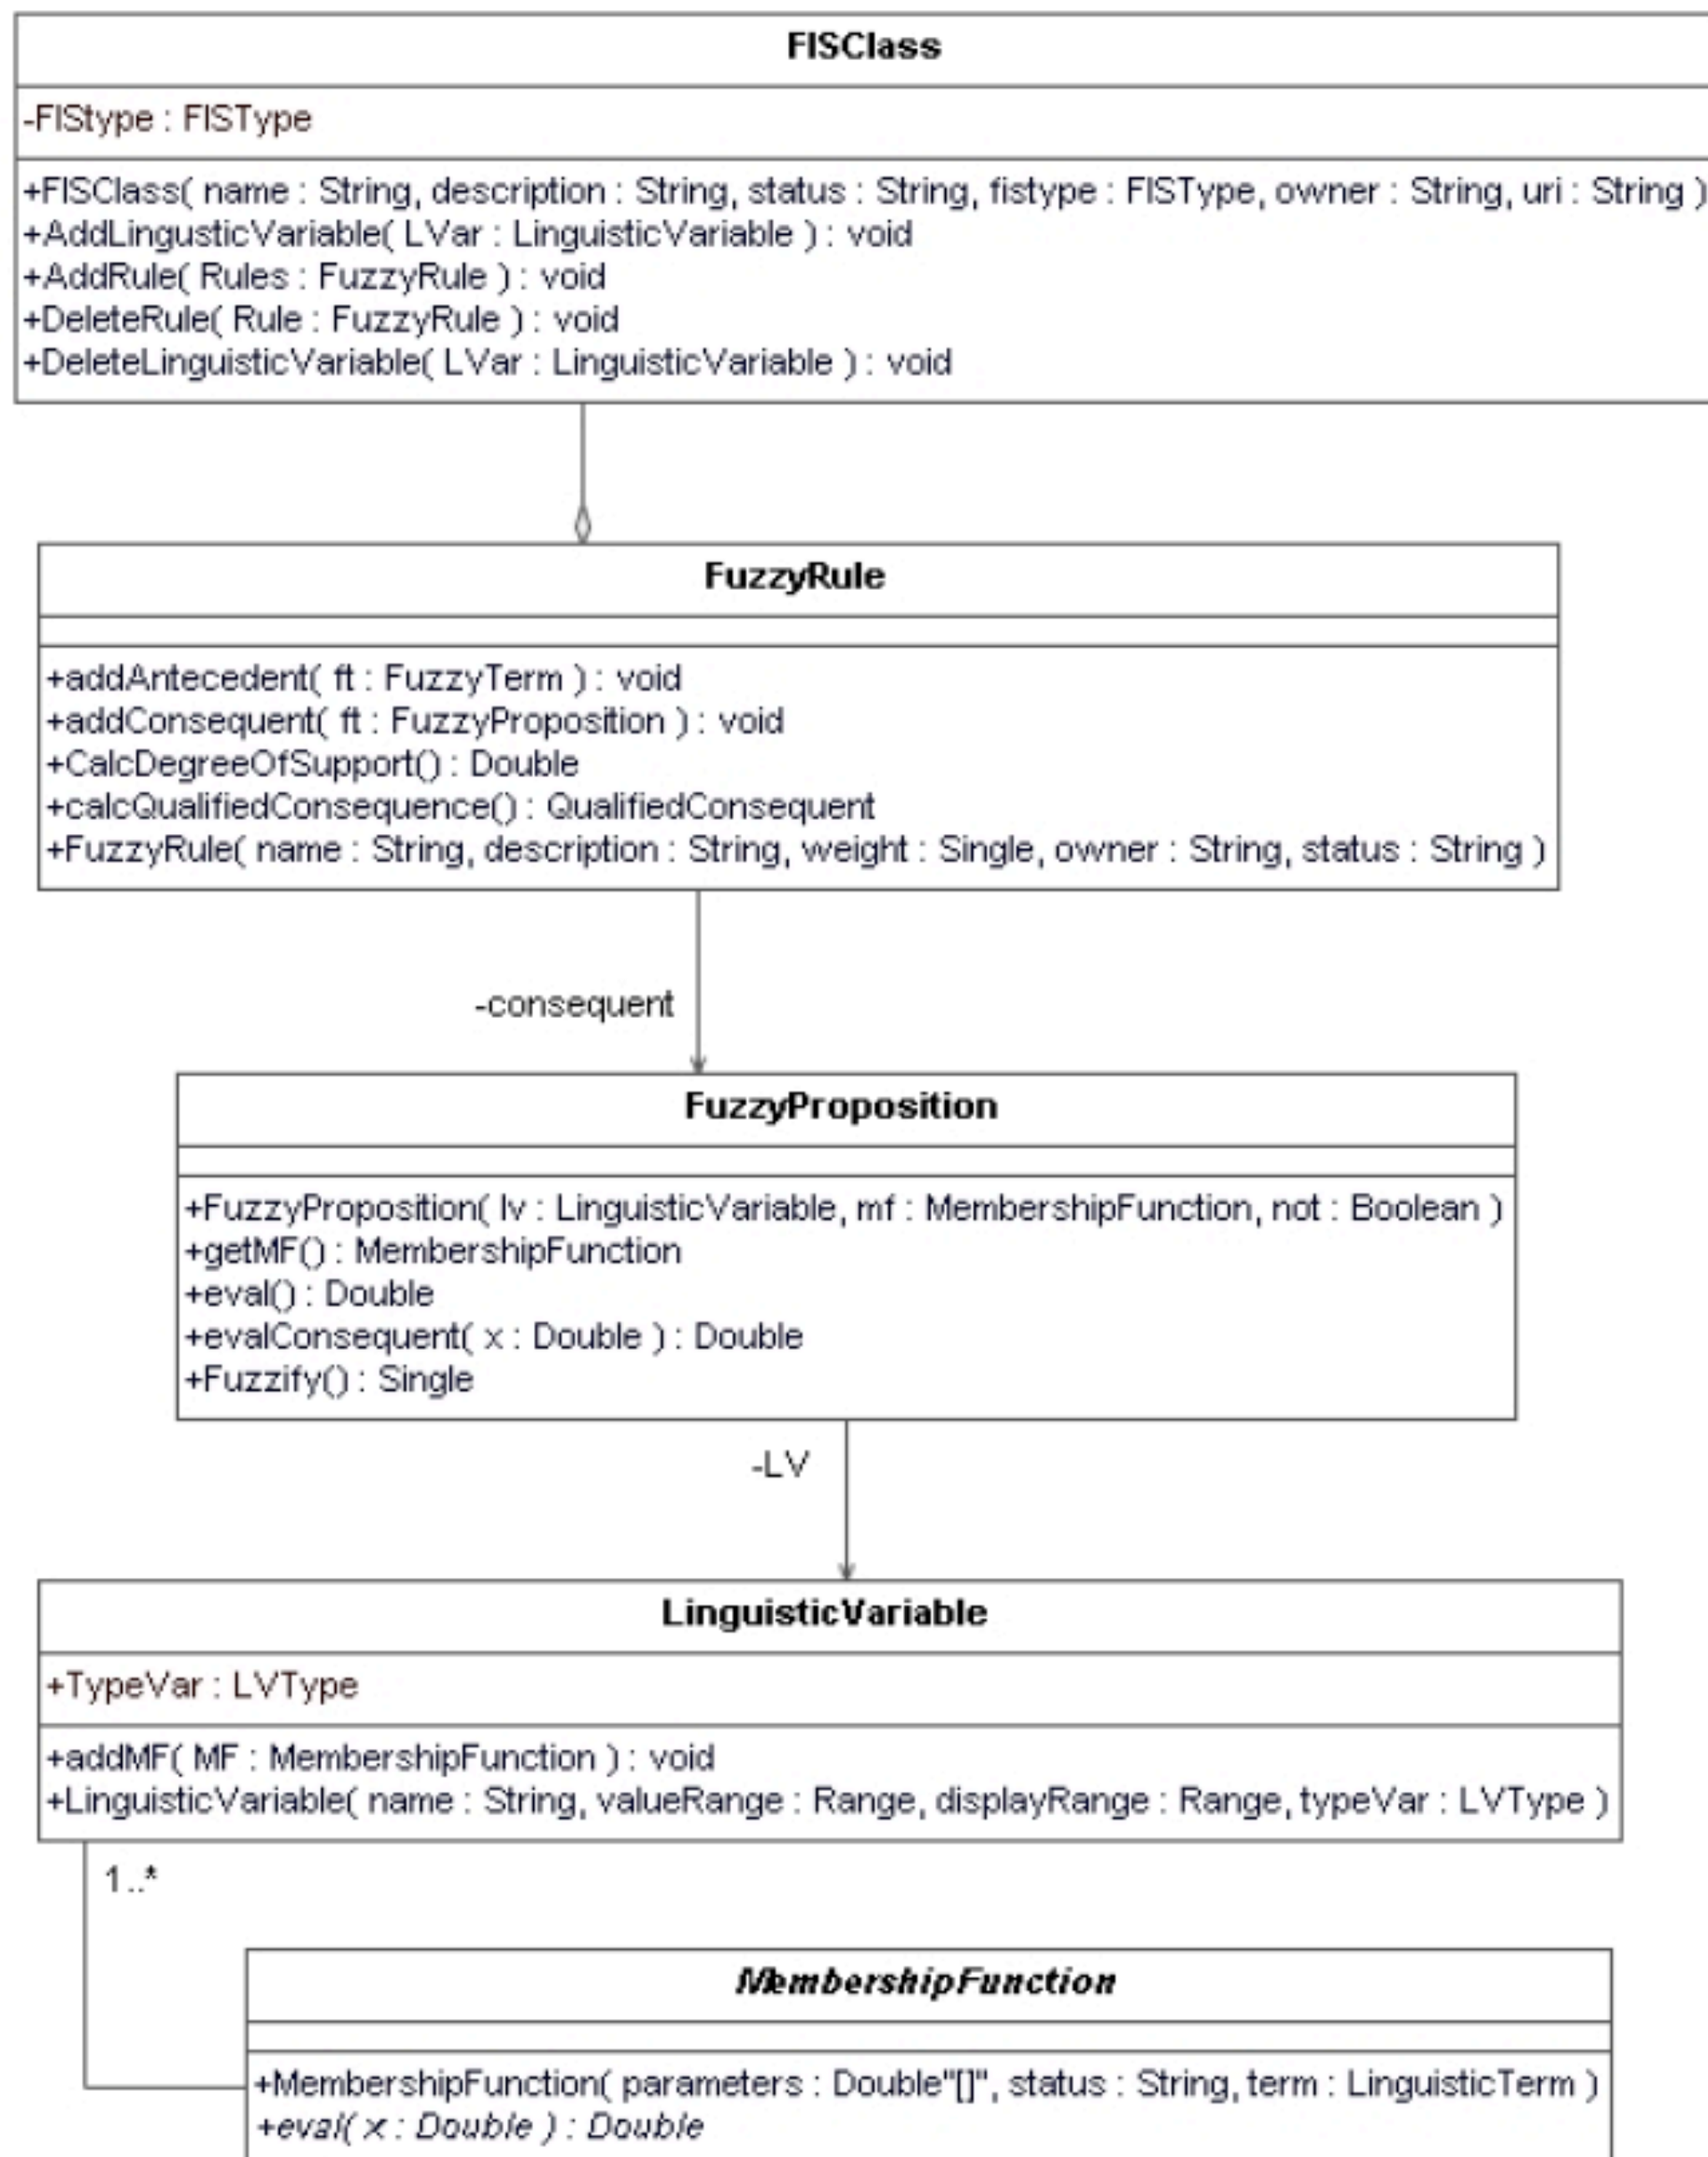 FISClass
-FIStype : FISType
+FISClass( name : String, description : String, status : String, fistype : FISType, owner : String, uri : String )
+AddLingusticVariable( LVar : LinguisticVariable ) : void
+AddRule( Rules : FuzzyRule ) : void
+DeleteRule( Rule : FuzzyRule ) : void
+DeleteLinguisticVariable( LVar : LinguisticVariable ) : void
FuzzyRule
+addAntecedent( ft : FuzzyTerm ) : void
+addConsequent( ft : FuzzyProposition ) : void
+CalcDegreeOfSupport() : Double
+calcQualifiedConsequence() : QualifiedConsequent
+FuzzyRule( name : String, description : String, weight : Single, owner : String, status : String )
-consequent
FuzzyProposition
+FuzzyProposition( lv : LinguisticVariable, mf : MembershipFunction, not : Boolean )
+getMF() : MembershipFunction
+eval() : Double
+evalConsequent( x : Double ) : Double
+Fuzzify() : Single
-LV
LinguisticVariable
+TypeVar : LVType
+addMF( MF : MembershipFunction ) : void
+LinguisticVariable( name : String, valueRange : Range, displayRange : Range, typeVar : LVType )
1..*
MembershipFunction
+MembershipFunction( parameters : Double"[]", status : String, term : LinguisticTerm )
+eval( x : Double ) : Double